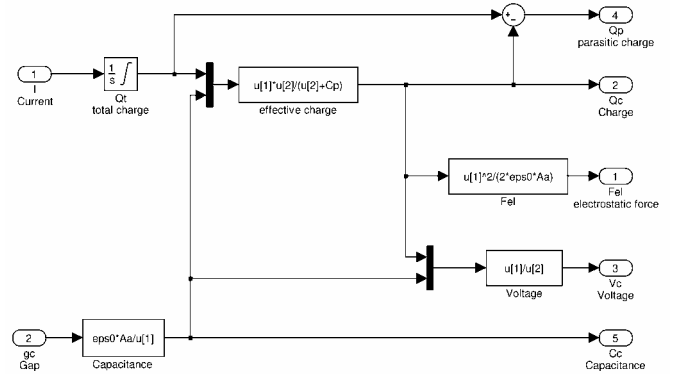 4
Qp
parasitic charge
1
I
Current
1
s
Qt
total charge
u[1]*u[2]/(u[2]+Cp)
effective charge
2
Qc
Charge
u[1]^2/(2*eps0*Aa)
Fel
1
Fel
electrostatic force
u[1]/u[2]
Voltage
3
Vc
Voltage
2
gc
Gap
eps0*Aa/u[1]
Capacitance
5
Cc
Capacitance